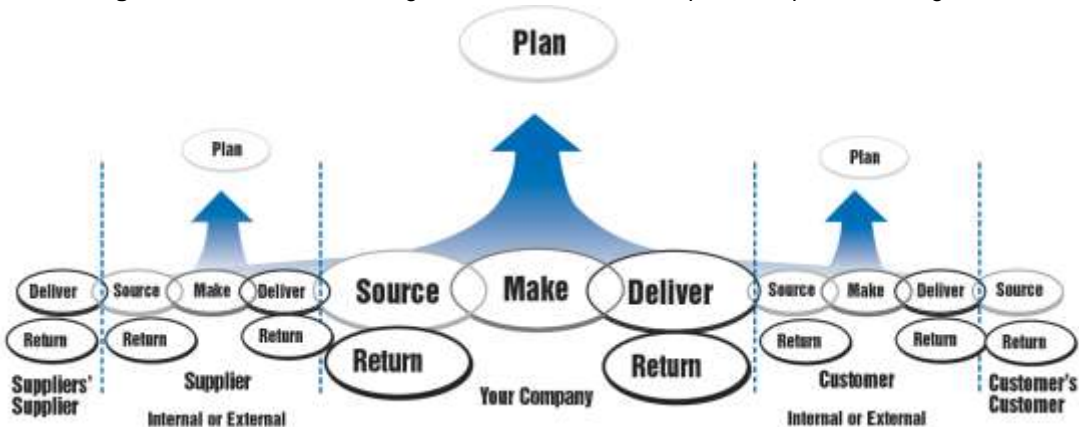 Plan
Plan
Plan
Deliver
Source
Make
Deliver
Source
Make
Deliver
Source
Make
Deliver
Source
Return
Return
Return
Return
Return
Return
Return
Return
Suppliers'
Supplier
Supplier
Internal or External
Your Company
Customer
Internal or External
Customer's
Customer